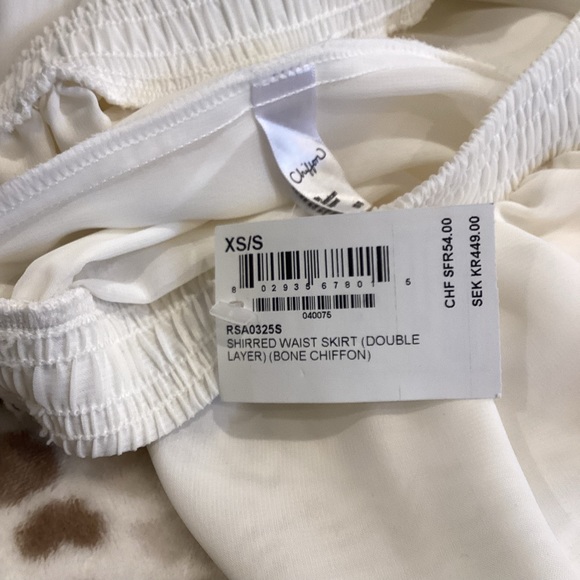 Chiffon
XS/S
8 02935 67801 5
040075
RSA0325S
SHIRRED WAIST SKIRT (DOUBLE
LAYER) (BONE CHIFFON)
CHF SFR54.00
SEK KR449.00